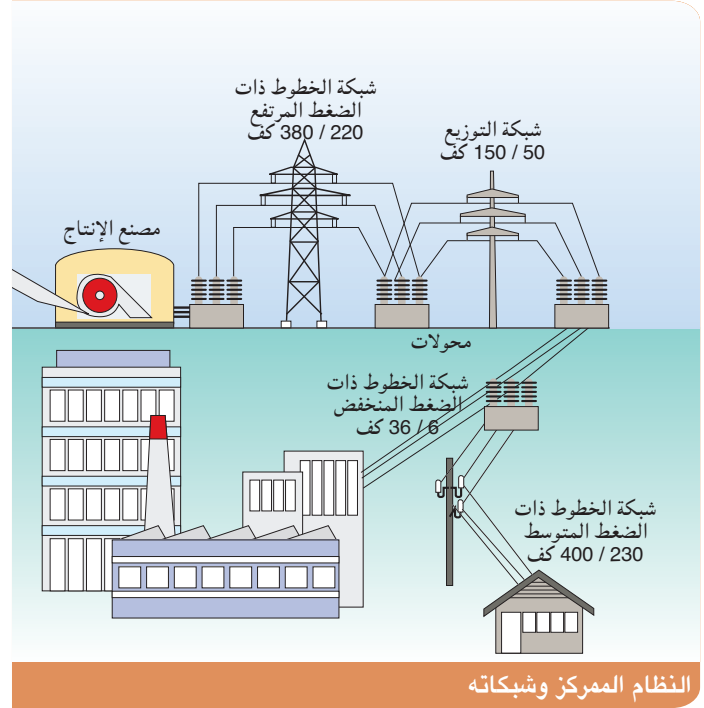 شبكة الخطوط ذات
الضغط المرتفع
220 / 380 كف
شبكة التوزيع
50 / 150 كف
مصنع الإنتاج
محولات
شبكة الخطوط ذات
الضغط المنخفض
6 / 36 كف
شبكة الخطوط ذات
الضغط المتوسط
230 / 400 كف
النظام الممركز وشبكاته